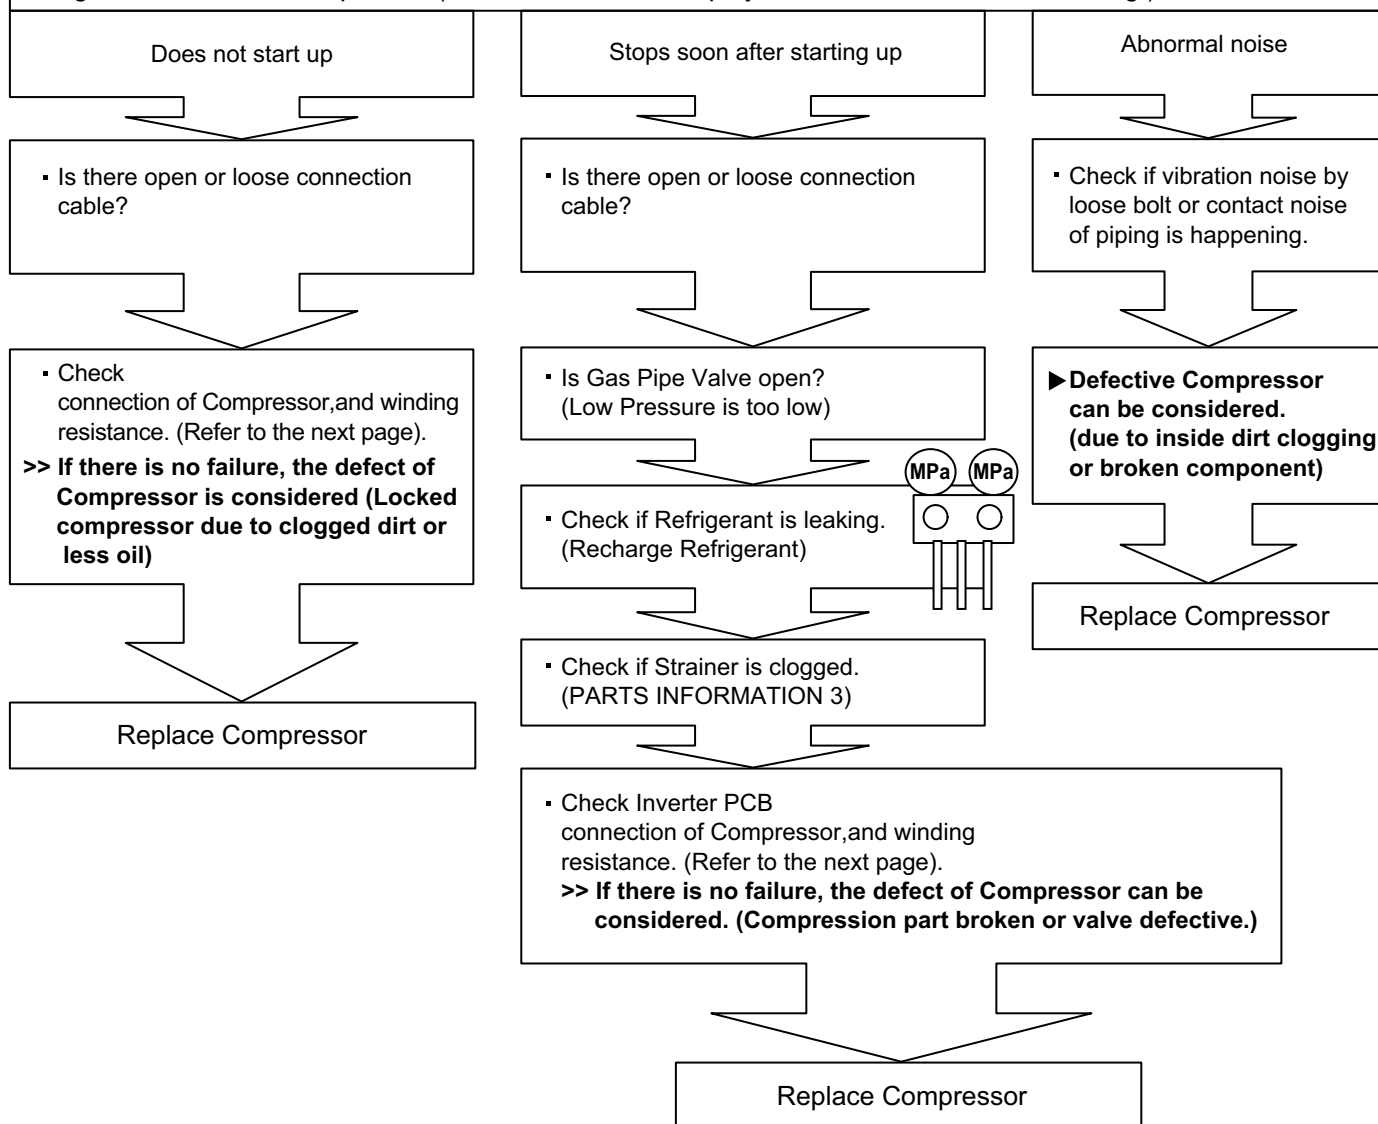 Does not start up
▪ Is there open or loose connection
cable?
▪ Check
connection of Compressor,and winding
resistance. (Refer to the next page).
>> If there is no failure, the defect of
Compressor is considered (Locked
compressor due to clogged dirt or
less oil)
Replace Compressor
Stops soon after starting up
▪ Is there open or loose connection
cable?
▪ Is Gas Pipe Valve open?
(Low Pressure is too low)
MPa MPa
▪ Check if Refrigerant is leaking.
(Recharge Refrigerant)
▪ Check if Strainer is clogged.
(PARTS INFORMATION 3)
▪ Check Inverter PCB
connection of Compressor,and winding
resistance. (Refer to the next page).
>> If there is no failure, the defect of Compressor can be
considered. (Compression part broken or valve defective.)
Replace Compressor
Abnormal noise
▪ Check if vibration noise by
loose bolt or contact noise
of piping is happening.
▶Defective Compressor
can be considered.
(due to inside dirt clogging
or broken component)
Replace Compressor